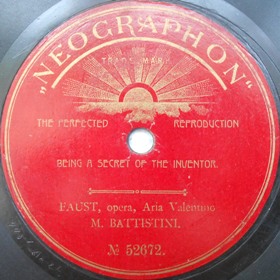 „NEOGRAPHON"
TRADE MARK
THE PERFECTED REPRODUCTION
BEING A SECRET OF THE INVENTOR.
FAUST, opera, Aria Valentino
M. BATTISTINI.
№ 52672.